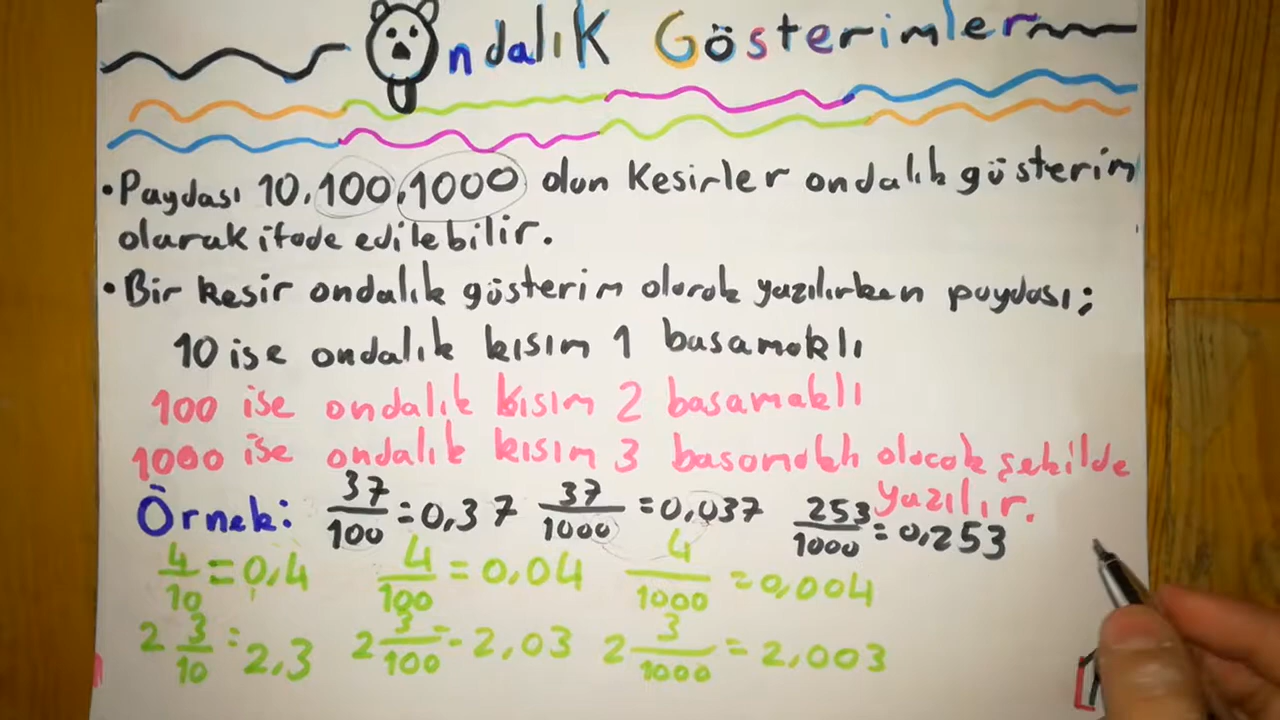 Ondalık Gösterimler
• Paydası 10, 100, 1000 olan kesirler ondalık gösterim
olarak ifade edilebilir.
• Bir kesir ondalık gösterim olarak yazılırken paydası;
10 ise ondalık kısım 1 basamaklı
100 ise ondalık kısım 2 basamaklı
1000 ise ondalık kısım 3 basamaklı olacak şekilde
yazılır.
Örnek: 37/100 = 0,37 37/1000 = 0,037 253/1000 = 0,253
4/10 = 0,4 4/100 = 0,04 4/1000 = 0,004
2 3/10 = 2,3 2 3/100 = 2,03 2 3/1000 = 2,003